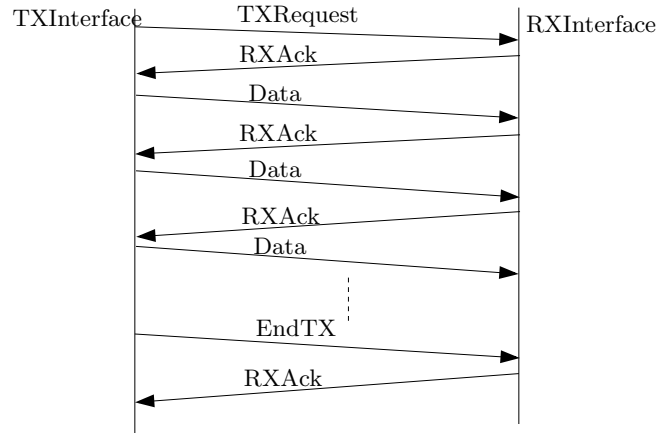 TXInterface
TXRequest
RXInterface
RXAck
Data
RXAck
Data
RXAck
Data
EndTX
RXAck